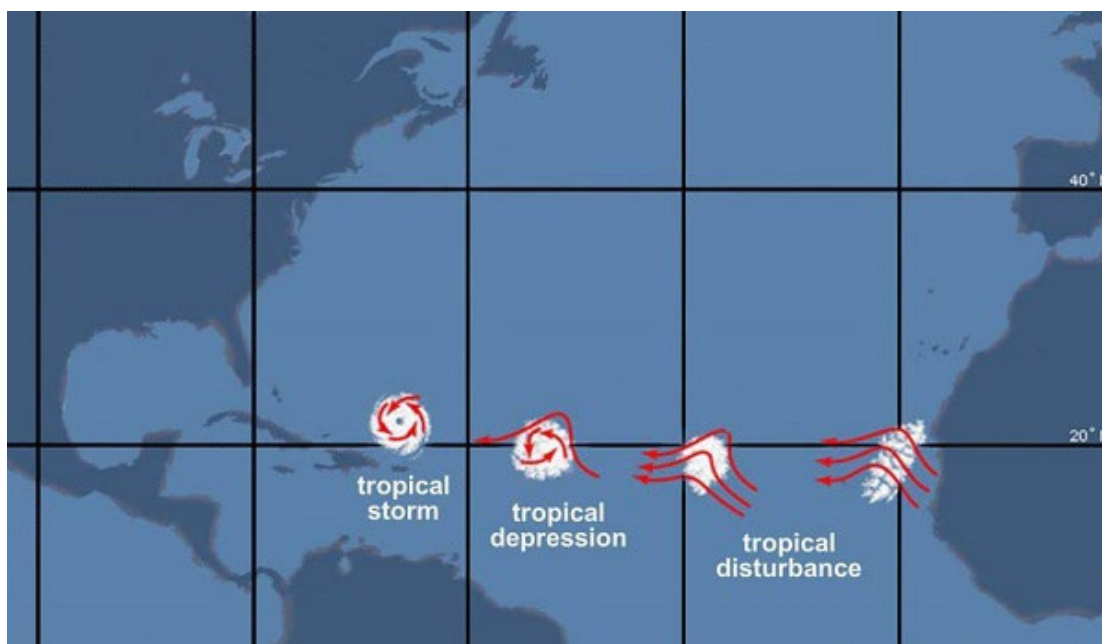 40° N
20° N
tropical
storm
tropical
depression
tropical
disturbance